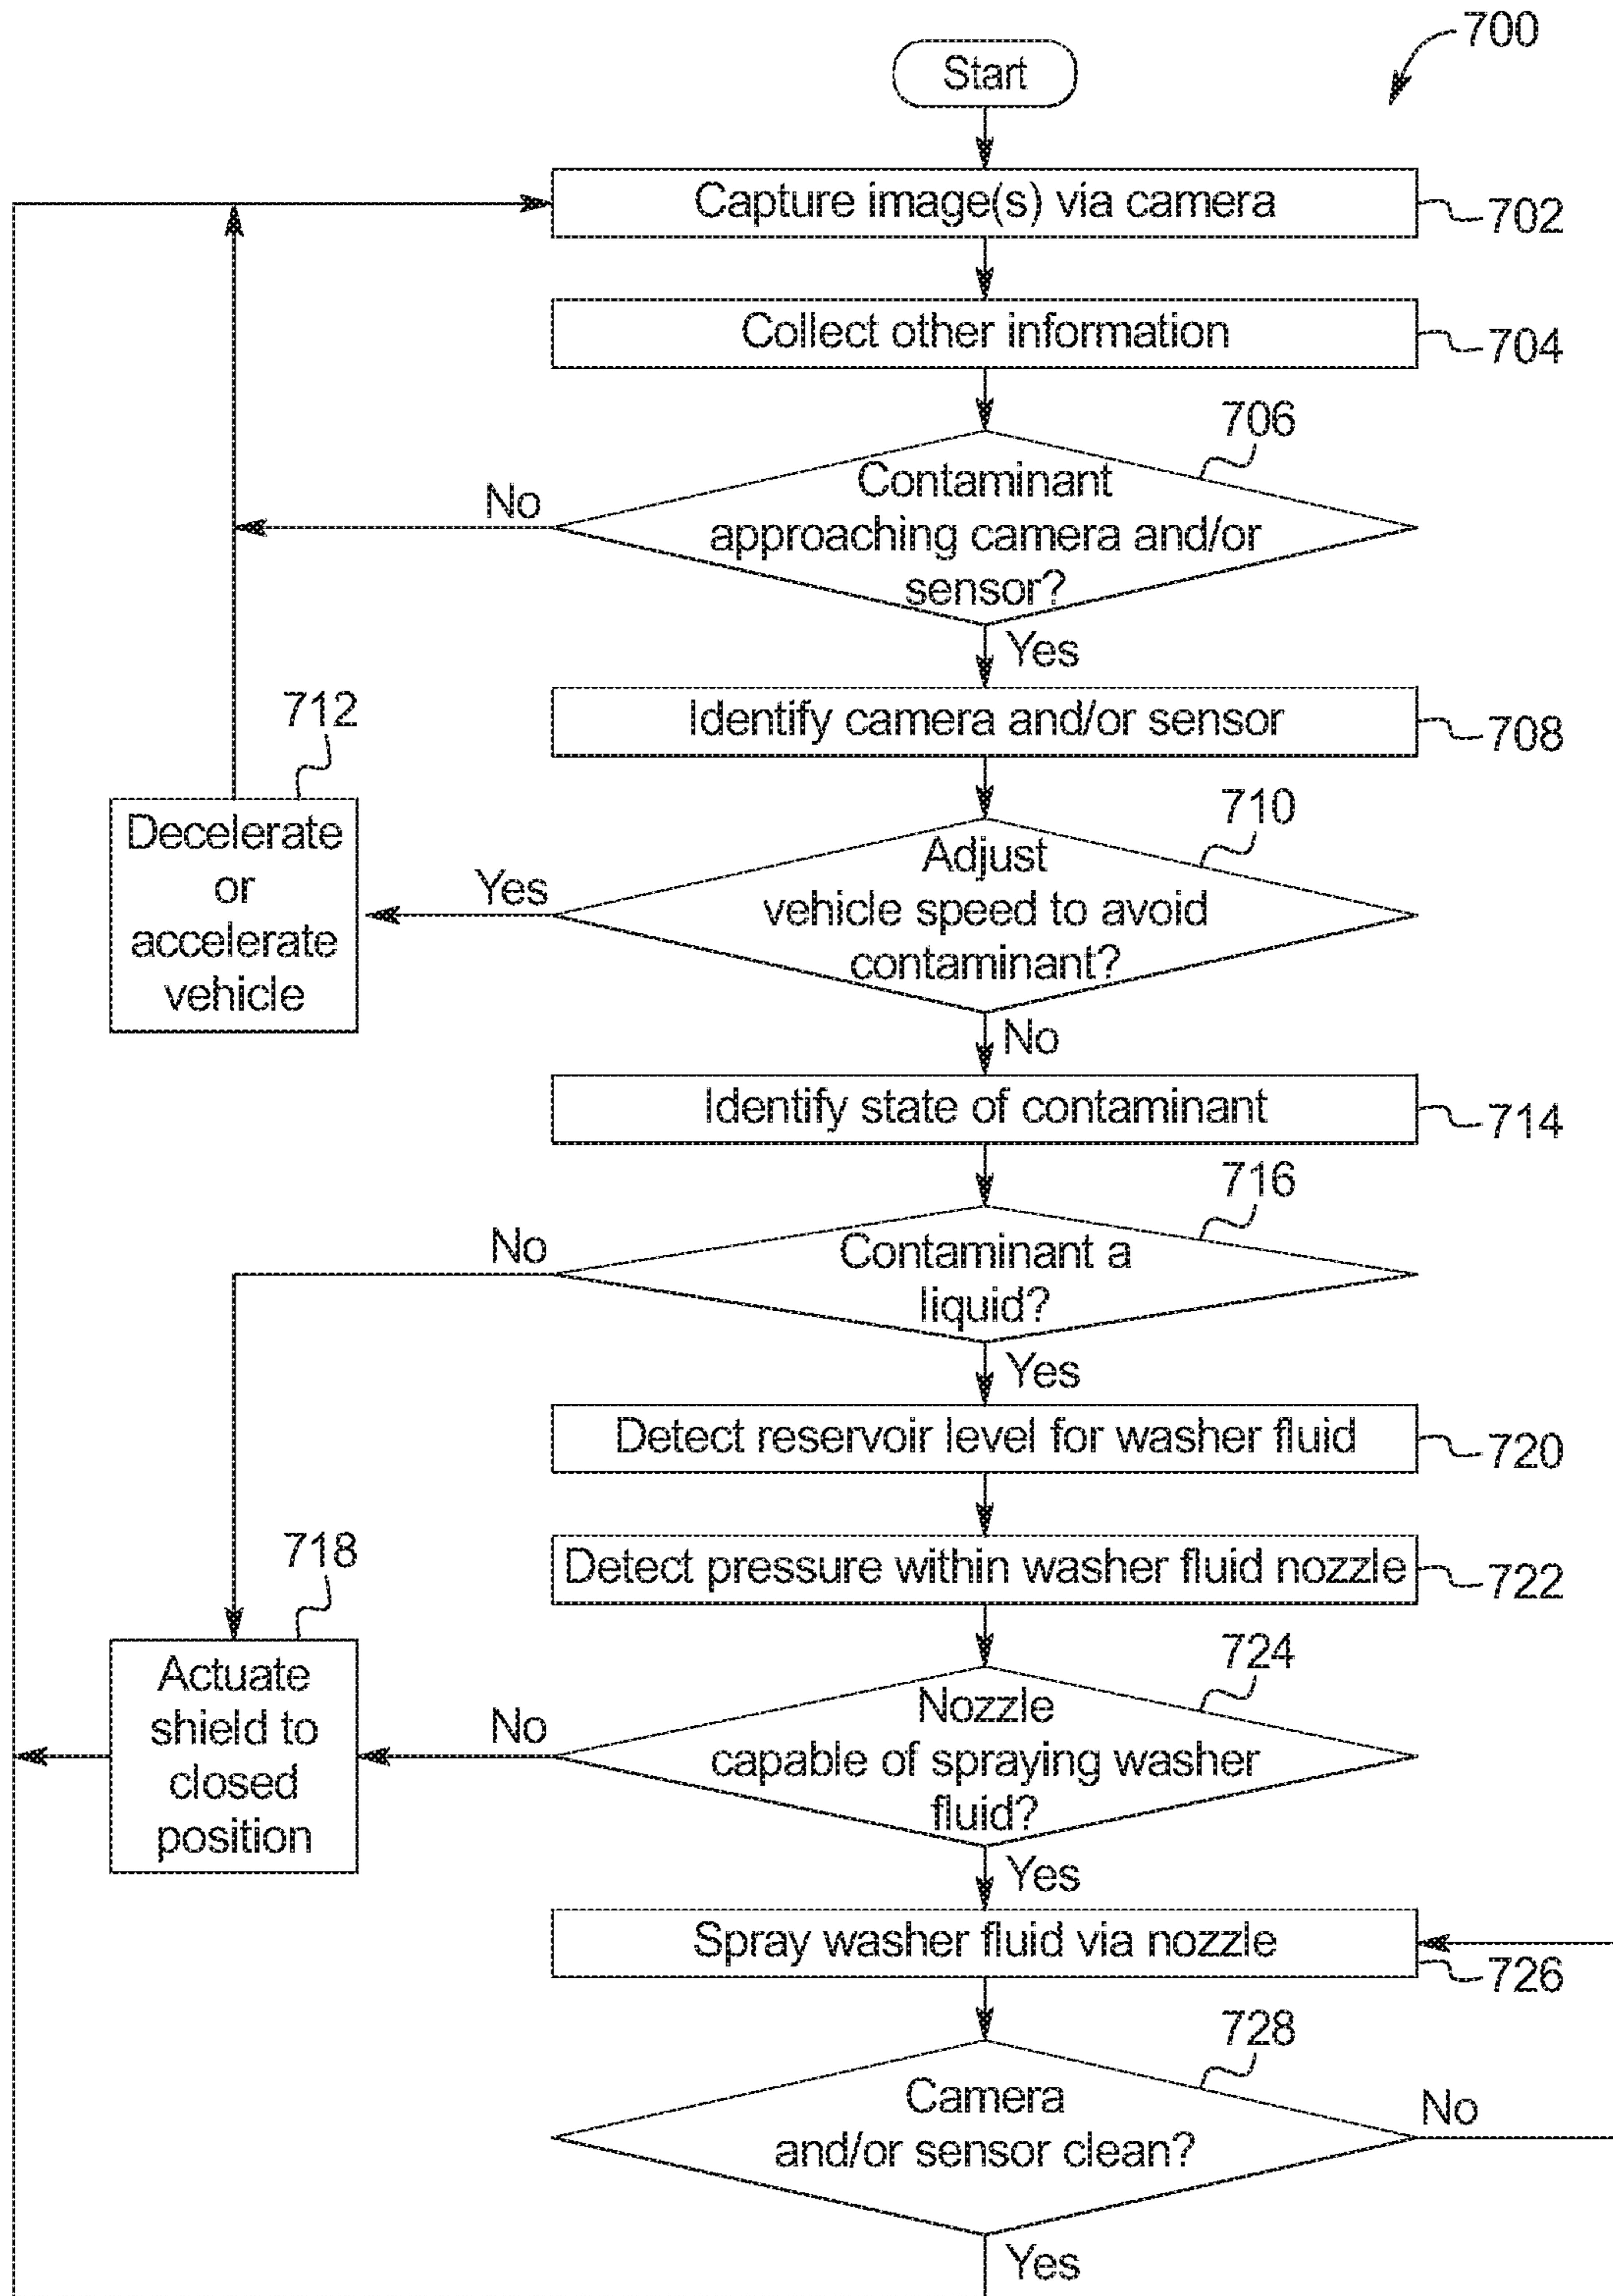 700
Start
Capture image(s) via camera
702
Collect other information
704
706
Contaminant
approaching camera and/or
sensor?
No
Yes
Identify camera and/or sensor
708
710
Adjust
vehicle speed to avoid
contaminant?
Yes
No
712
Decelerate
or
accelerate
vehicle
Identify state of contaminant
714
716
Contaminant a
liquid?
No
Yes
Detect reservoir level for washer fluid
720
Detect pressure within washer fluid nozzle
722
718
Actuate
shield to
closed
position
724
Nozzle
capable of spraying washer
fluid?
No
Yes
Spray washer fluid via nozzle
726
728
Camera
and/or sensor clean?
No
Yes